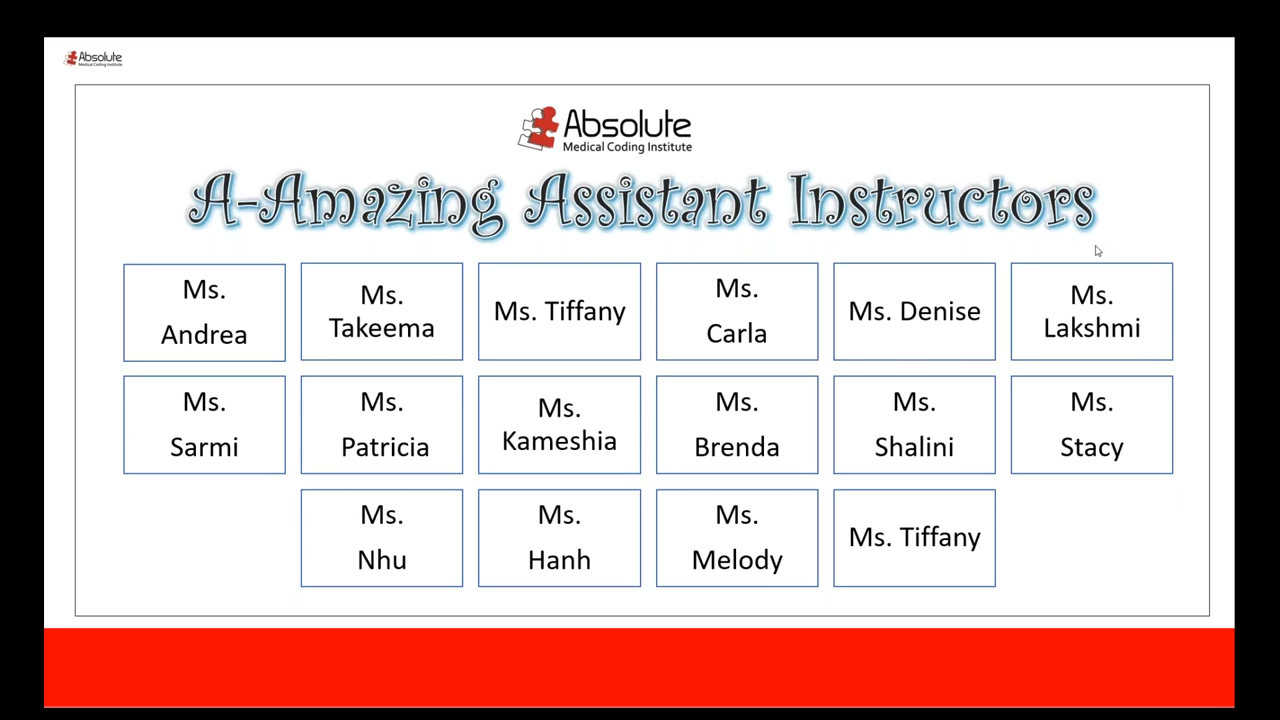 Absolute
Medical Coding Institute
Absolute
Medical Coding Institute
A-Amazing Assistant Instructors
Ms.
Andrea
Ms.
Takeema
Ms. Tiffany
Ms.
Carla
Ms. Denise
Ms.
Lakshmi
Ms.
Sarmi
Ms.
Patricia
Ms.
Kameshia
Ms.
Brenda
Ms.
Shalini
Ms.
Stacy
Ms.
Nhu
Ms.
Hanh
Ms.
Melody
Ms. Tiffany